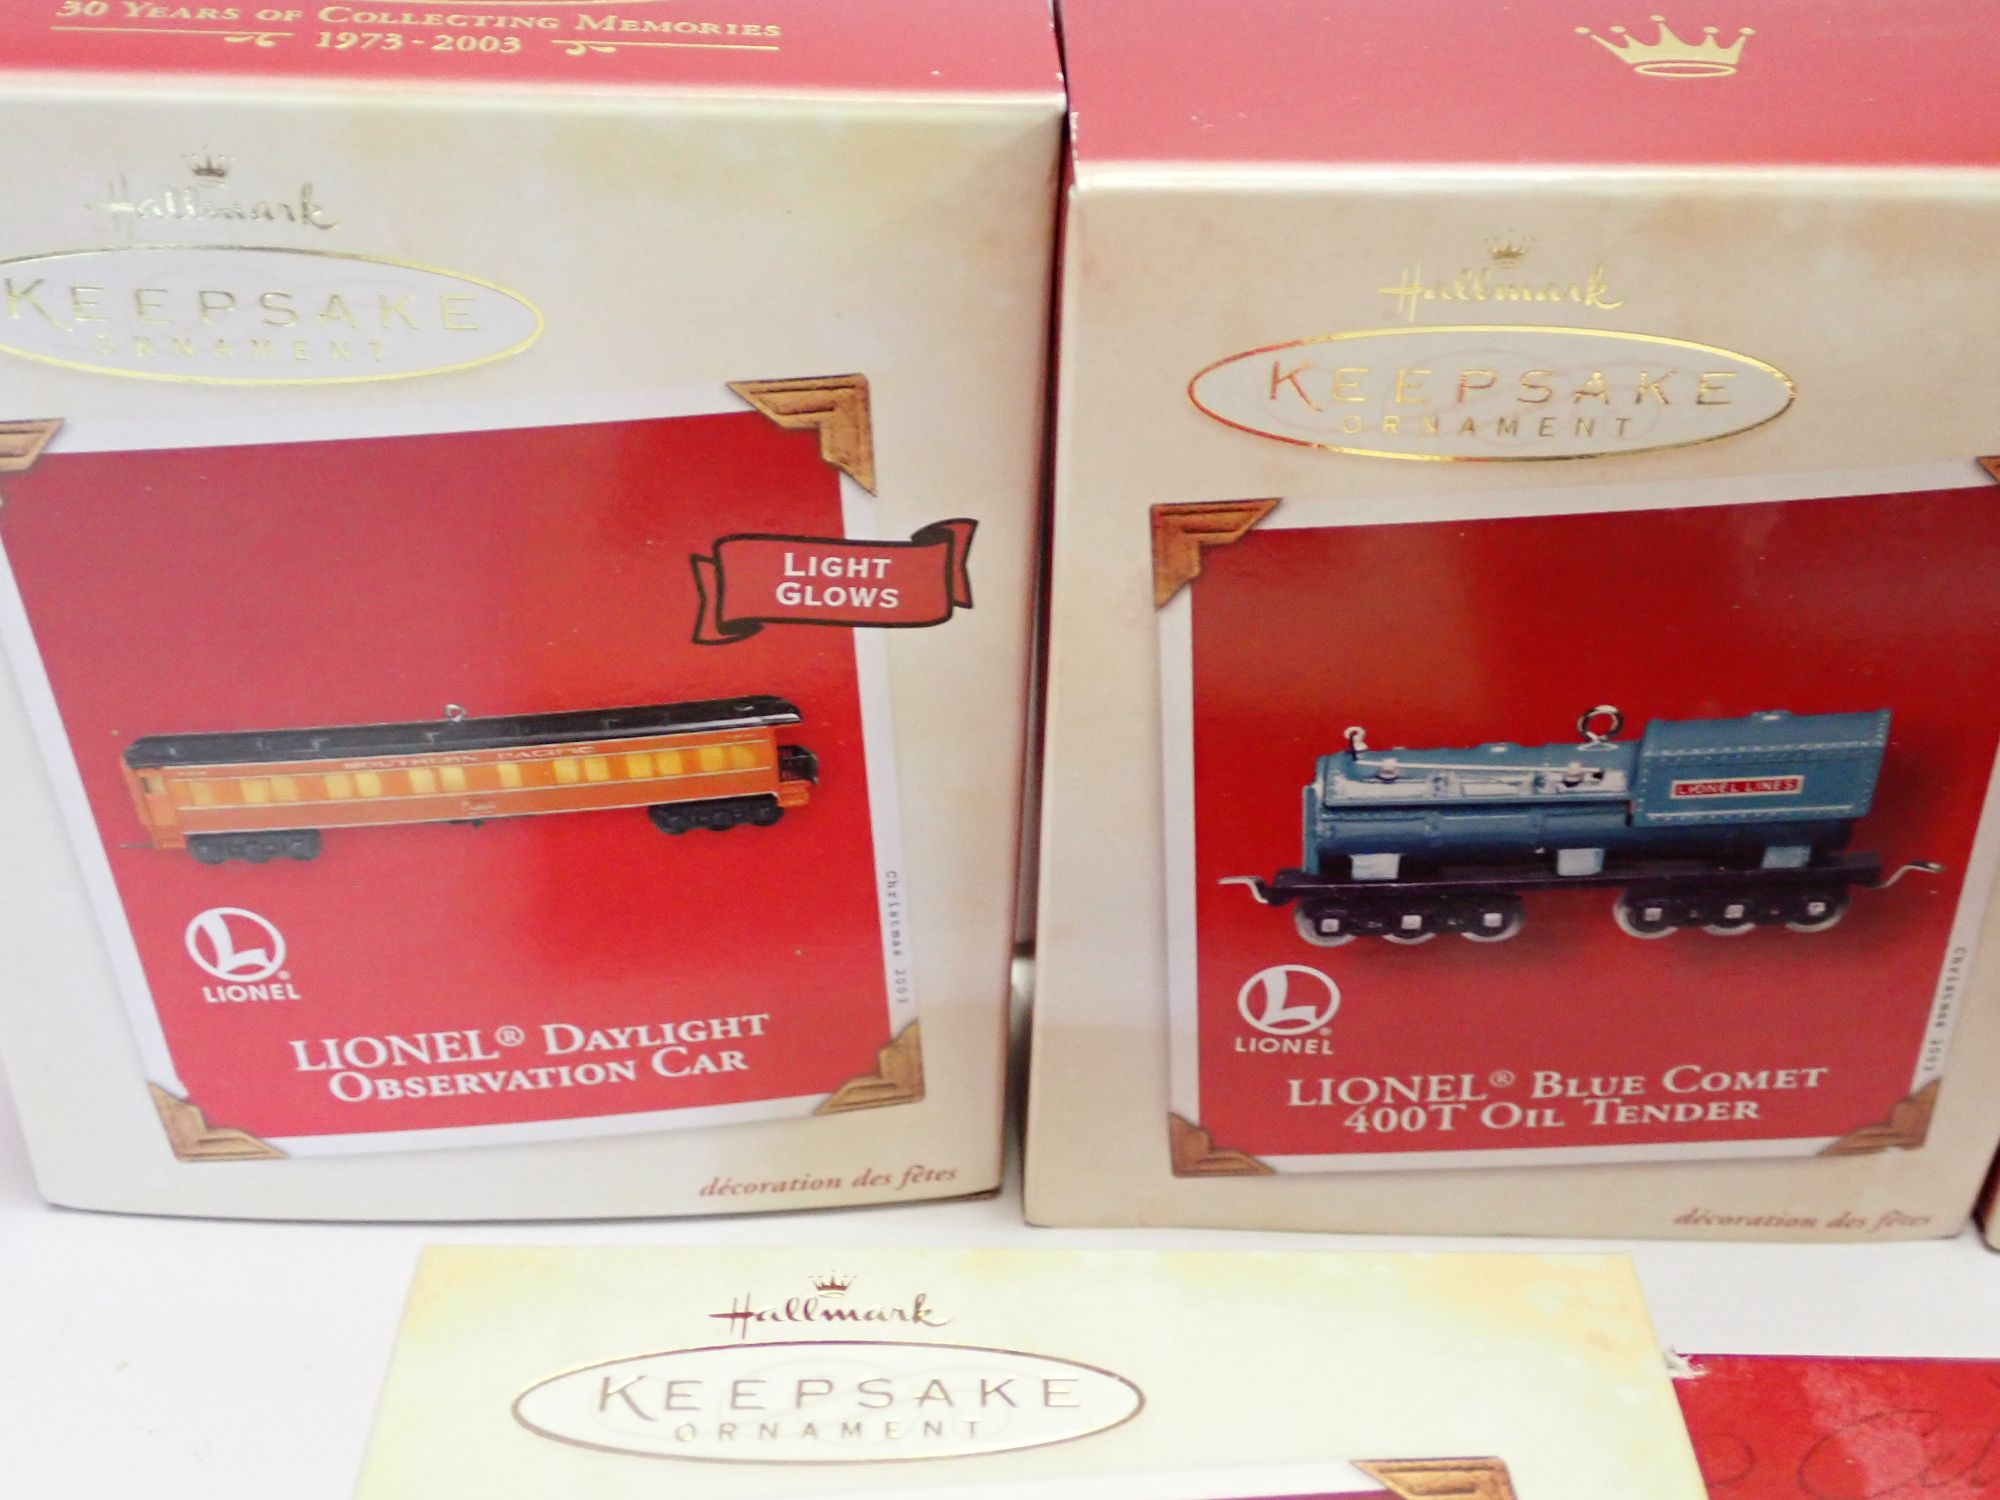 30 YEARS OF COLLECTING MEMORIES
1973-2003
Hallmark
KEEPSAKE
ORNAMENT
LIGHT
GLOWS
SOUTHERN PACIFIC
Christmas 2003
LIONEL
LIONEL® DAYLIGHT
OBSERVATION CAR
décoration des fêtes
Hallmark
KEEPSAKE
ORNAMENT
LIONEL LINES
Christmas 2003
LIONEL
LIONEL® BLUE COMET
400T OIL TENDER
décoration des fêtes
Hallmark
KEEPSAKE
ORNAMENT